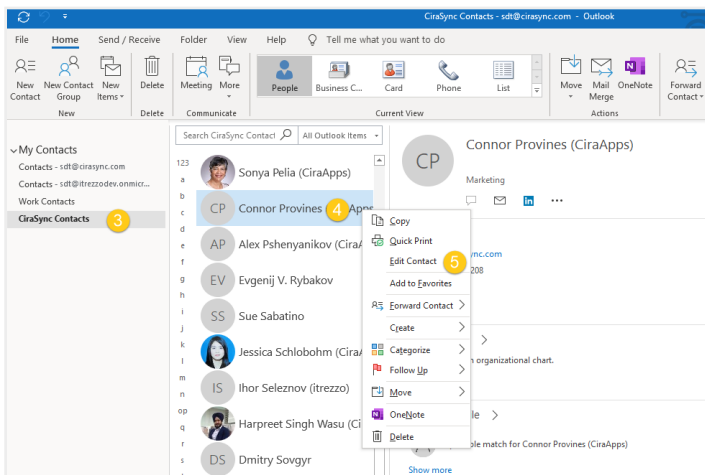 CiraSync Contacts - sdt@cirasync.com - Outlook
File Home Send / Receive Folder View Help Tell me what you want to do
New Contact
New Contact Group
New Items
Delete
Meeting
More
People
Business C...
Card
Phone
List
Move
Mail Merge
OneNote
Forward Contact
New Delete Communicate Current View Actions
My Contacts
Contacts - sdt@cirasync.com
Contacts - sdt@itrezzodev.onmicr...
Work Contacts
CiraSync Contacts 3
Search CiraSync Contact
All Outlook Items
123
a
b
c
d
e
f
g
h
i
j
k
l
m
n
op
q
r
s
Sonya Pelia (CiraApps)
CP Connor Provines 4
AP Alex Pshenyanikov (CiraA
EV Evgenij V. Rybakov
SS Sue Sabatino
Jessica Schlobohm (CiraA
IS Ihor Seleznov (itrezzo)
Harpreet Singh Wasu (Ci
DS Dmitry Sovgyr
Copy
Quick Print
Edit Contact 5
Add to Favorites
Forward Contact
Create
Categorize
Follow Up
Move
OneNote
Delete
CP
Connor Provines (CiraApps)
Marketing
in
ync.com
208
organizational chart.
le
ble match for Connor Provines (CiraApps)
Show more